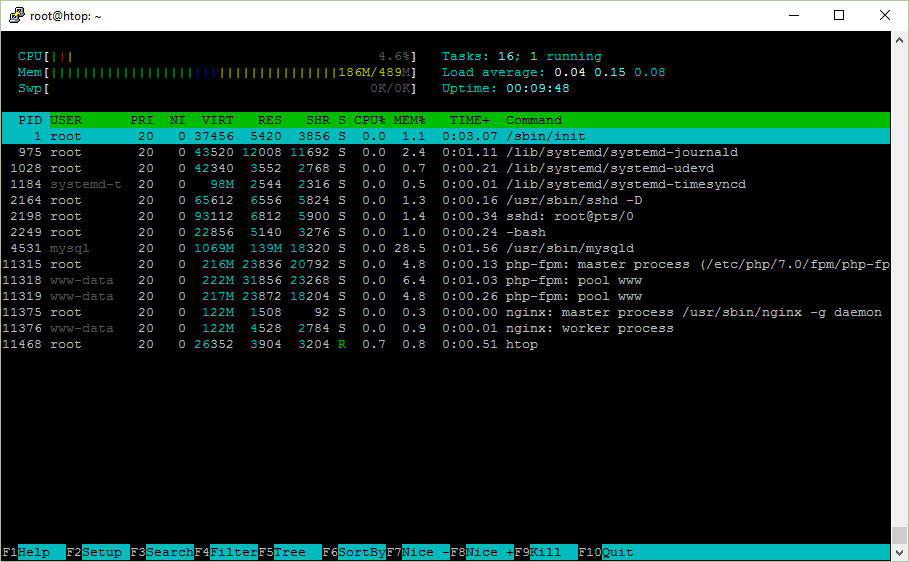 root@htop: ~
CPU[||| 4.6%] Tasks: 16; 1 running
Mem[||||||||||||||||||||||||||||||||||||186M/489M] Load average: 0.04 0.15 0.08
Swp[ 0K/0K] Uptime: 00:09:48
PID USER PRI NI VIRT RES SHR S CPU% MEM% TIME+ Command
1 root 20 0 37456 5420 3856 S 0.0 1.1 0:03.07 /sbin/init
975 root 20 0 43520 12008 11692 S 0.0 2.4 0:01.11 /lib/systemd/systemd-journald
1028 root 20 0 42340 3552 2768 S 0.0 0.7 0:00.21 /lib/systemd/systemd-udevd
1184 systemd-t 20 0 98M 2544 2316 S 0.0 0.5 0:00.01 /lib/systemd/systemd-timesyncd
2164 root 20 0 65612 6556 5824 S 0.0 1.3 0:00.16 /usr/sbin/sshd -D
2198 root 20 0 93112 6812 5900 S 0.0 1.4 0:00.34 sshd: root@pts/0
2249 root 20 0 22856 5140 3276 S 0.0 1.0 0:00.24 -bash
4531 mysql 20 0 1069M 139M 18320 S 0.0 28.5 0:01.56 /usr/sbin/mysqld
11315 root 20 0 216M 23836 20792 S 0.0 4.8 0:00.13 php-fpm: master process (/etc/php/7.0/fpm/php-fp
11318 www-data 20 0 222M 31856 23268 S 0.0 6.4 0:01.03 php-fpm: pool www
11319 www-data 20 0 217M 23872 18204 S 0.0 4.8 0:00.26 php-fpm: pool www
11375 root 20 0 122M 1508 92 S 0.0 0.3 0:00.00 nginx: master process /usr/sbin/nginx -g daemon
11376 www-data 20 0 122M 4528 2784 S 0.0 0.9 0:00.01 nginx: worker process
11468 root 20 0 26352 3904 3204 R 0.7 0.8 0:00.51 htop
F1Help F2Setup F3SearchF4FilterF5Tree F6SortByF7Nice -F8Nice +F9Kill F10Quit